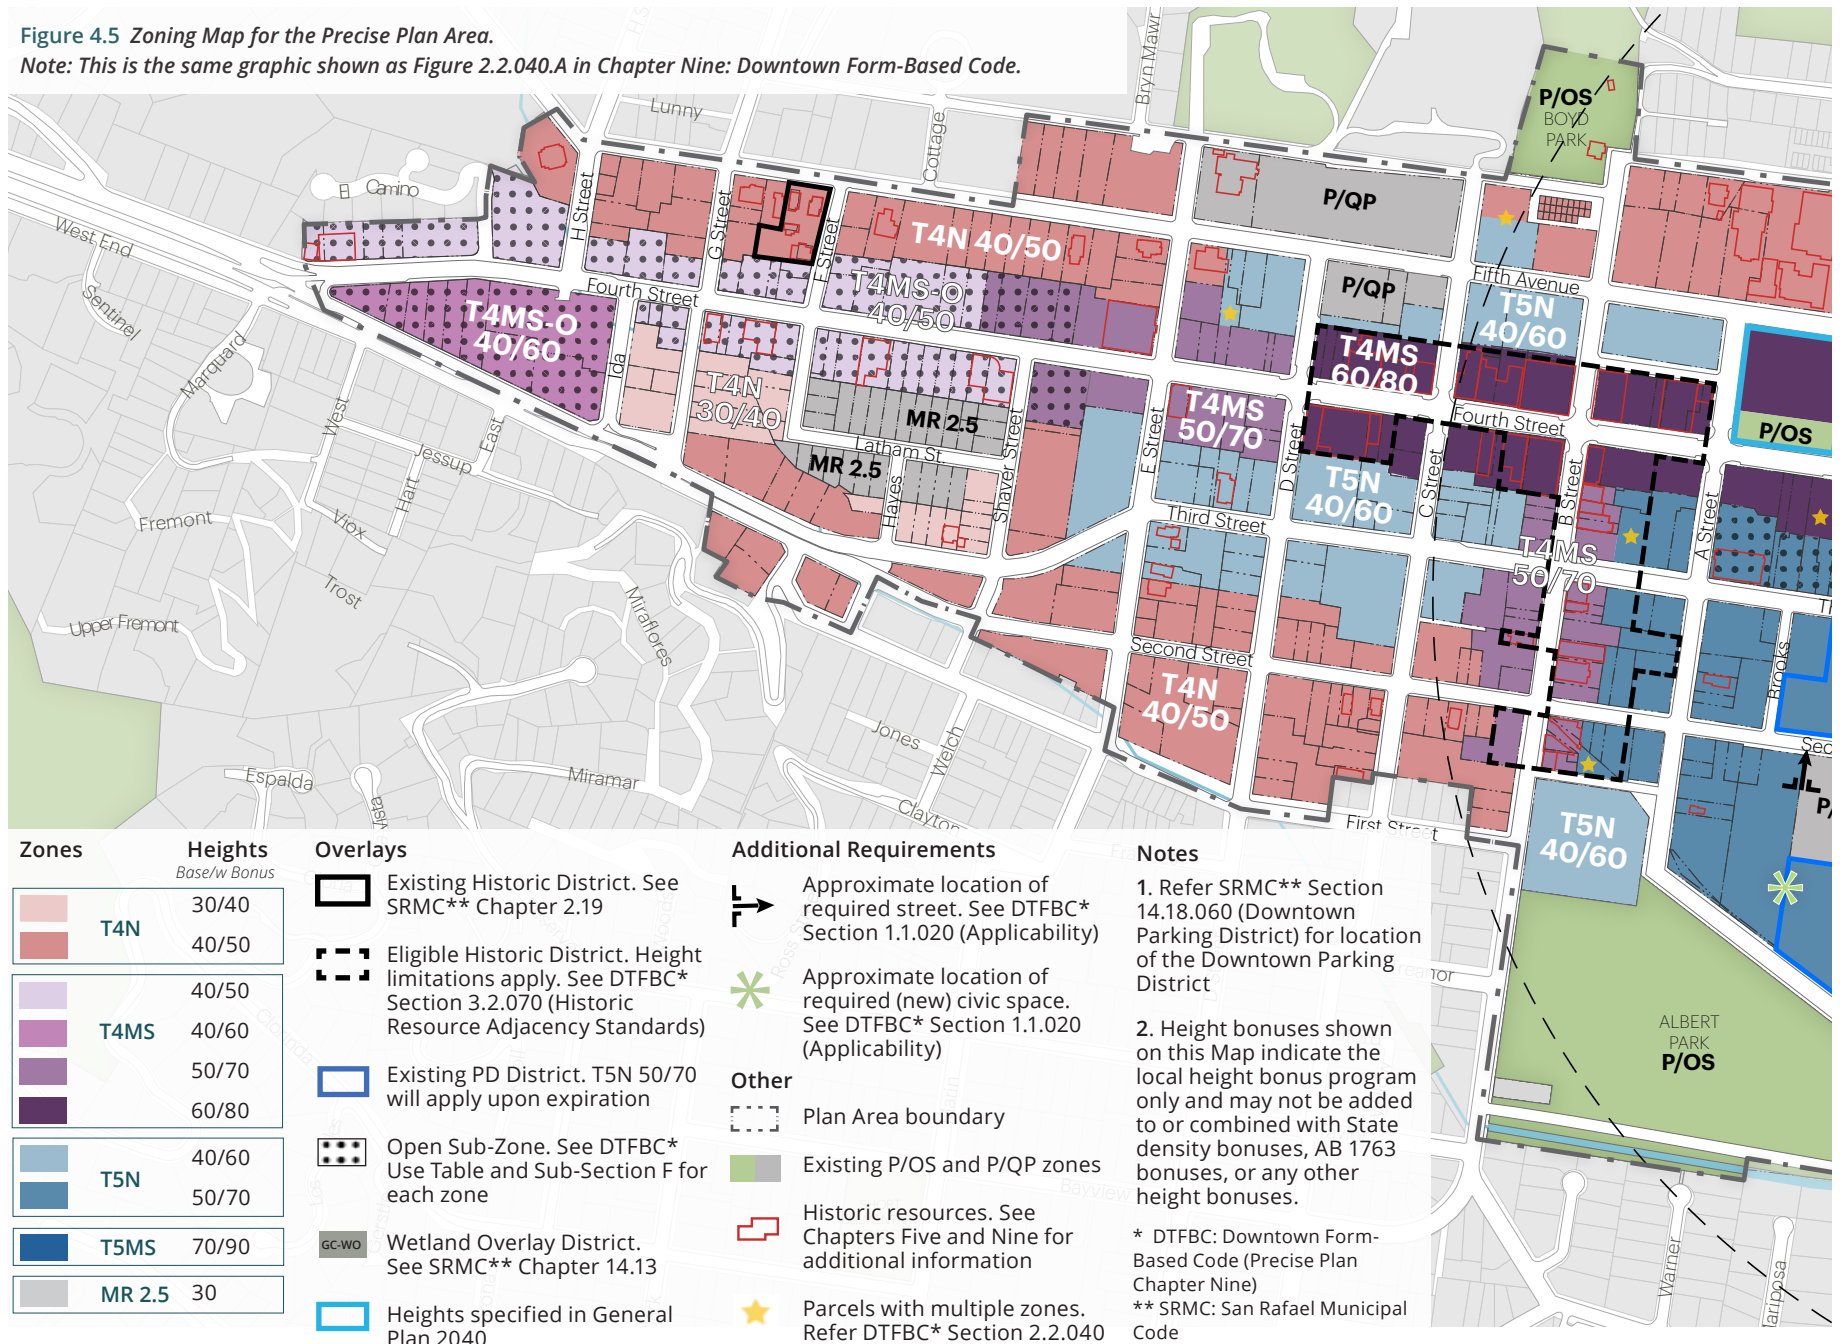 Figure 4.5 Zoning Map for the Precise Plan Area.
Note: This is the same graphic shown as Figure 2.2.040.A in Chapter Nine: Downtown Form-Based Code.
Lunny
Cottage
Bryn Mawr
P/OS
BOYD
PARK
El Camino
H Street
G Street
E Street
T4N 40/50
P/QP
West End
Sentinel
Fourth Street
T4MS-O
40/50
P/QP
Fifth Avenue
T5N
40/60
T4MS-O
40/60
Ida
Marquard
T4MS
60/80
T4N
30/40
MR 2.5
Latham St
MR 2.5
Hayes
Shaver Street
E Street
T4MS
50/70
D Street
Fourth Street
T5N
40/60
C Street
B Street
A Street
P/OS
West
East
Jessup
Hart
Viox
Fremont
Trost
Upper Fremont
Miraflores
Third Street
T4MS
50/70
Th
Second Street
T4N
40/50
Brooks
Sec
P/
Jones
Welch
Espalda
Vista
Miramar
Clayton
First Street
T5N
40/60
ALBERT
PARK
P/OS
Warner
Mariposa
Bayview
Clorinda
Zones Heights
Base/w Bonus
T4N
30/40
40/50
T4MS
40/50
40/60
50/70
60/80
T5N
40/60
50/70
T5MS 70/90
MR 2.5 30
Overlays
Existing Historic District. See
SRMC** Chapter 2.19
Eligible Historic District. Height
limitations apply. See DTFBC*
Section 3.2.070 (Historic
Resource Adjacency Standards)
Existing PD District. T5N 50/70
will apply upon expiration
Open Sub-Zone. See DTFBC*
Use Table and Sub-Section F for
each zone
GC-WO
Wetland Overlay District.
See SRMC** Chapter 14.13
Heights specified in General
Plan 2040
Additional Requirements
Approximate location of
required street. See DTFBC*
Section 1.1.020 (Applicability)
Approximate location of
required (new) civic space.
See DTFBC* Section 1.1.020
(Applicability)
Other
Plan Area boundary
Existing P/OS and P/QP zones
Historic resources. See
Chapters Five and Nine for
additional information
Parcels with multiple zones.
Refer DTFBC* Section 2.2.040
Notes
1. Refer SRMC** Section
14.18.060 (Downtown
Parking District) for location
of the Downtown Parking
District
2. Height bonuses shown
on this Map indicate the
local height bonus program
only and may not be added
to or combined with State
density bonuses, AB 1763
bonuses, or any other
height bonuses.
* DTFBC: Downtown Form-
Based Code (Precise Plan
Chapter Nine)
** SRMC: San Rafael Municipal
Code